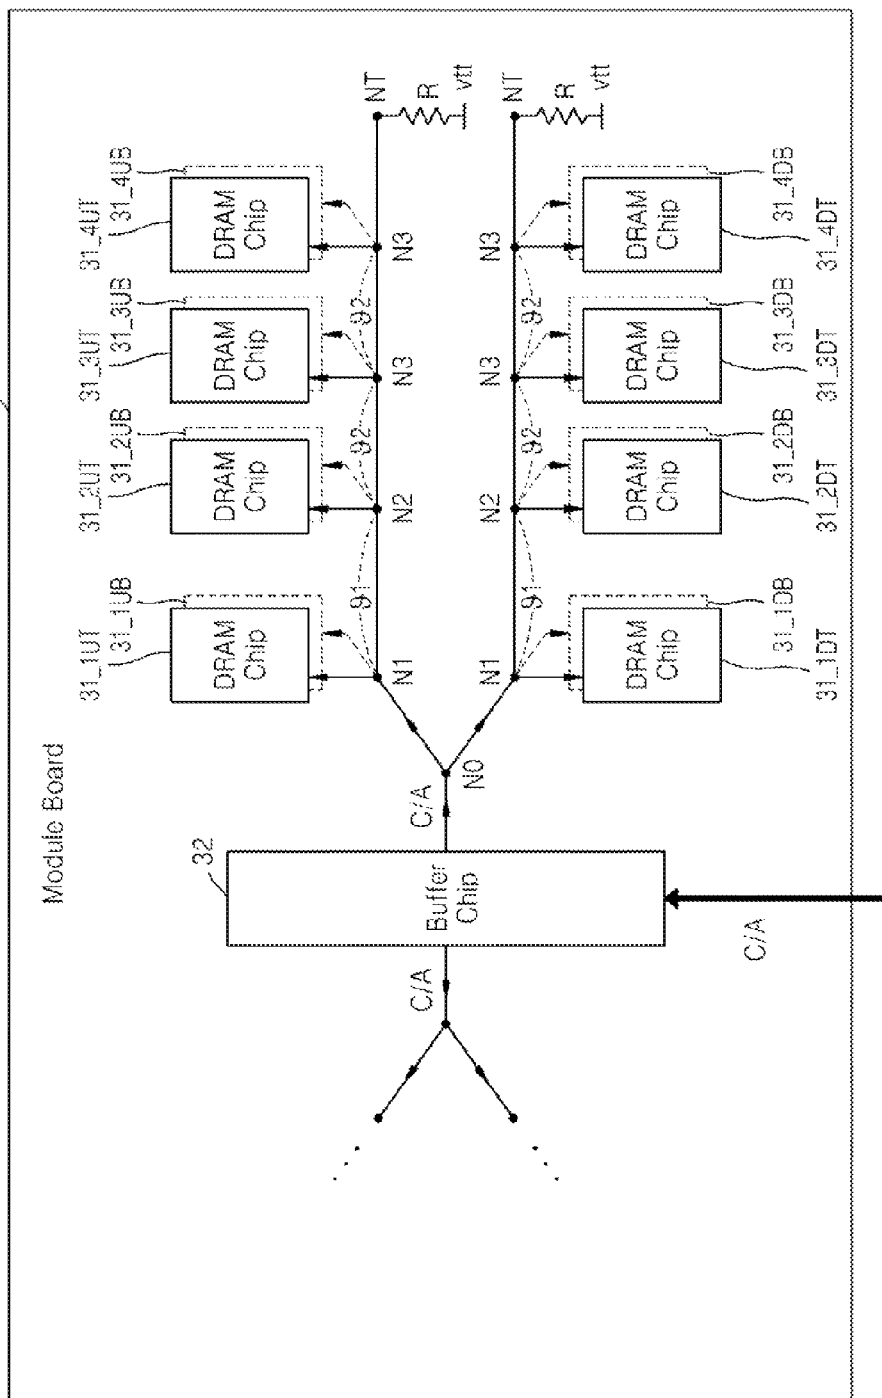 Module Board
31_1UT
31_2UT
31_3UT
31_4UT
31_1UB
31_2UB
31_3UB
31_4UB
DRAM
Chip
DRAM
Chip
DRAM
Chip
DRAM
Chip
32
91
92
92
NT
N1
N2
N3
N3
R
vtt
C/A
C/A
Buffer
Chip
N0
N1
N2
N3
N3
NT
91
92
92
R
vtt
DRAM
Chip
DRAM
Chip
DRAM
Chip
DRAM
Chip
C/A
31_1DB
31_2DB
31_3DB
31_4DB
31_1DT
31_2DT
31_3DT
31_4DT